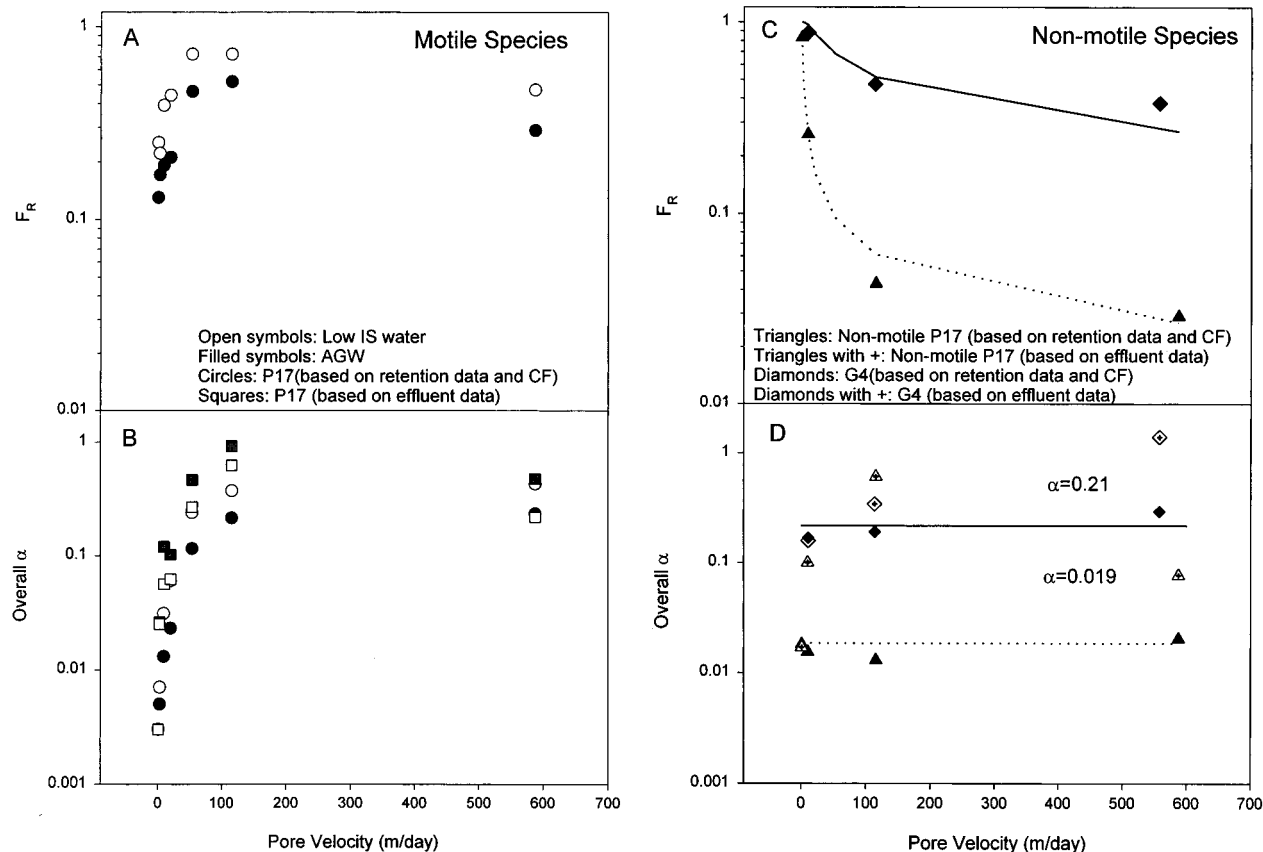 A
Motile Species
1
0.1
0.01
F_R
Open symbols: Low IS water
Filled symbols: AGW
Circles: P17(based on retention data and CF)
Squares: P17 (based on effluent data)
B
1
0.1
0.01
0.001
Overall α
0 100 200 300 400 500 600 700
Pore Velocity (m/day)
C
Non-motile Species
1
0.1
0.01
F_R
Triangles: Non-motile P17 (based on retention data and CF)
Triangles with +: Non-motile P17 (based on effluent data)
Diamonds: G4(based on retention data and CF)
Diamonds with +: G4 (based on effluent data)
D
1
0.1
0.01
0.001
Overall α
α=0.21
α=0.019
0 100 200 300 400 500 600 700
Pore Velocity (m/day)